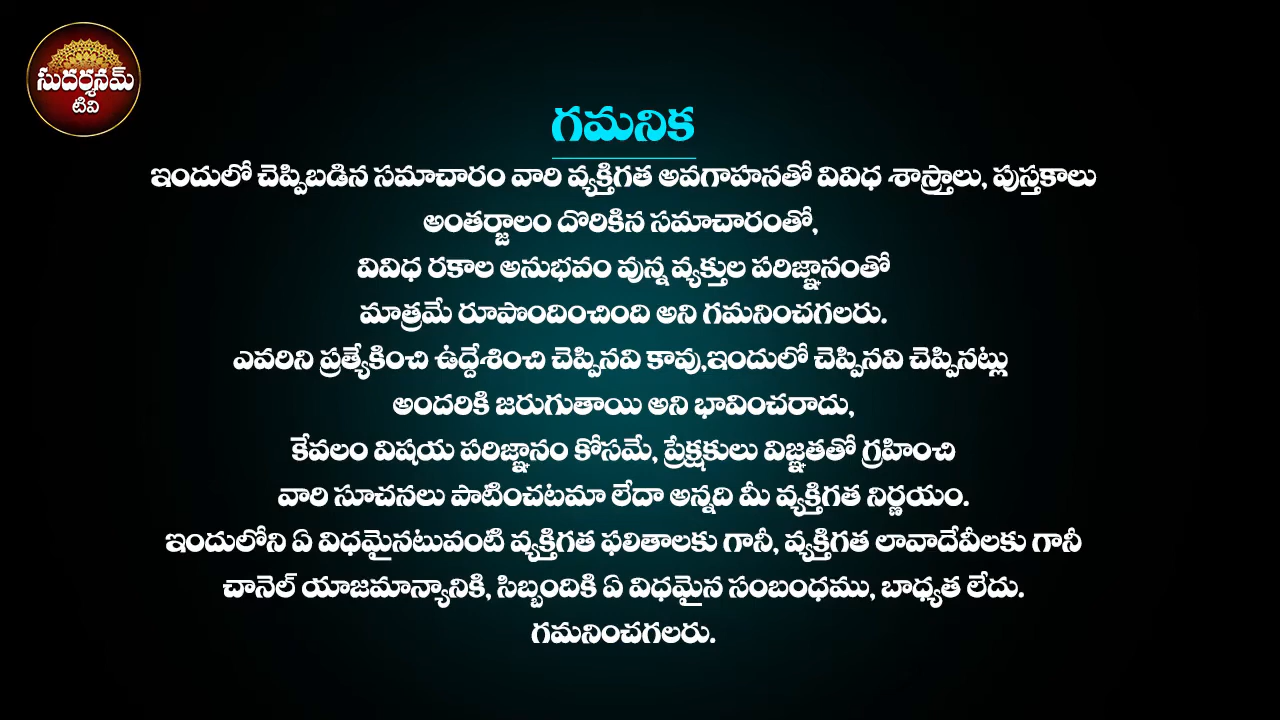 సుదర్శనమ్
టివి
గమనిక
ఇందులో చెప్పిబడిన సమాచారం వారి వ్యక్తిగత అవగాహనతో వివిధ శాస్త్రాలు, పుస్తకాలు
అంతర్జాలం దొరికిన సమాచారంతో,
వివిధ రకాల అనుభవం వున్న వ్యక్తుల పరిజ్ఞానంతో
మాత్రమే రూపొందించింది అని గమనించగలరు.
ఎవరిని ప్రత్యేకించి ఉద్దేశించి చెప్పినవి కావు,ఇందులో చెప్పినవి చెప్పినట్లు
అందరికి జరుగుతాయి అని భావించరాదు,
కేవలం విషయ పరిజ్ఞానం కోసమే, ప్రేక్షకులు విజ్ఞతతో గ్రహించి
వారి సూచనలు పాటించటమా లేదా అన్నది మీ వ్యక్తిగత నిర్ణయం.
ఇందులోని ఏ విధమైనటువంటి వ్యక్తిగత ఫలితాలకు గానీ, వ్యక్తిగత లావాదేవీలకు గానీ
చానెల్ యాజమాన్యానికి, సిబ్బందికి ఏ విధమైన సంబంధము, బాధ్యత లేదు.
గమనించగలరు.